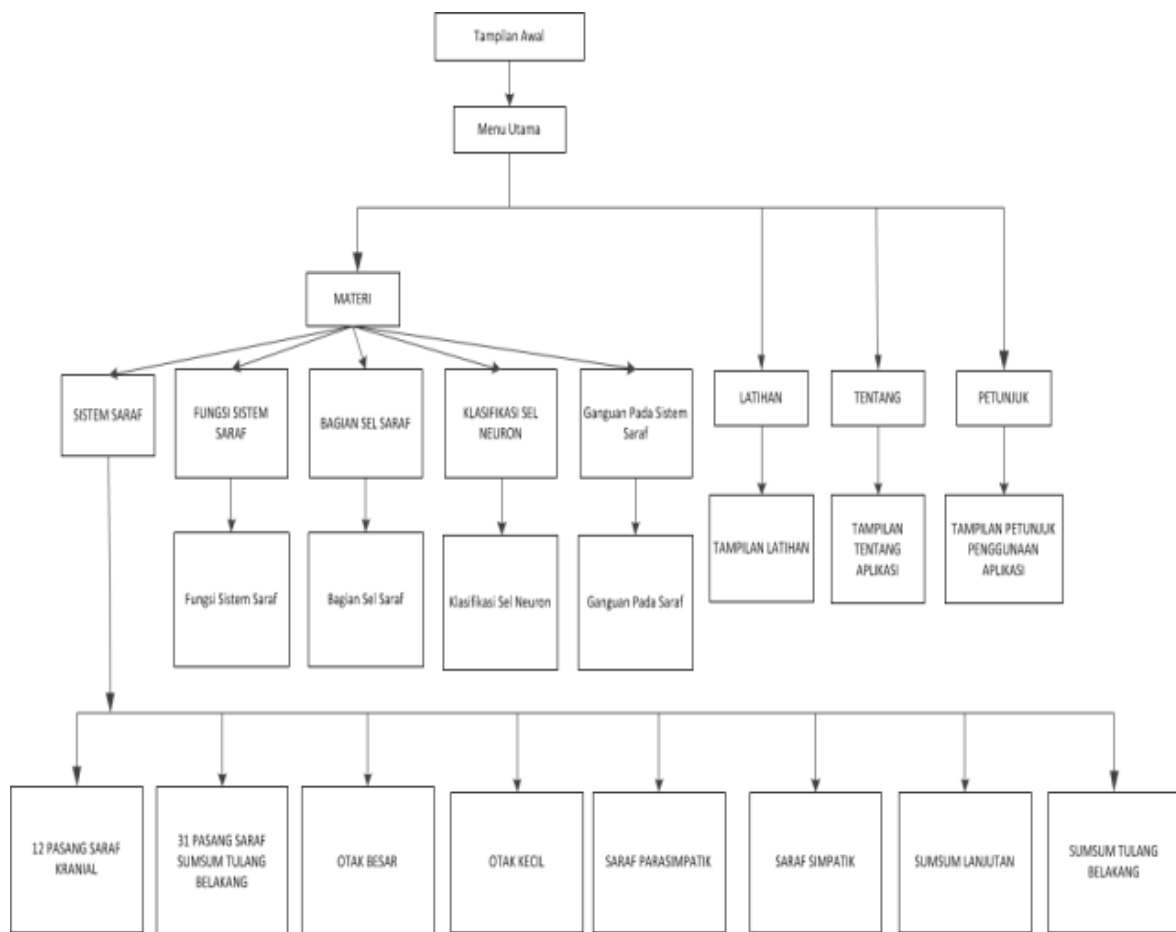 Tampilan Awal
Menu Utama
MATERI
SISTEM SARAF
FUNGSI SISTEM
SARAF
BAGIAN SEL SARAF
KLASIFIKASI SEL
NEURON
Ganguan Pada Sistem
Saraf
LATIHAN
TENTANG
PETUNJUK
Fungsi Sistem Saraf
Bagian Sel Saraf
Klasifikasi Sel Neuron
Ganguan Pada Saraf
TAMPILAN LATIHAN
TAMPILAN
TENTANG
APLIKASI
TAMPILAN PETUNJUK
PENGGUNAAN
APLIKASI
12 PASANG SARAF
KRANIAL
31 PASANG SARAF
SUMSUM TULANG
BELAKANG
OTAK BESAR
OTAK KECIL
SARAF PARASIMPATIK
SARAF SIMPATIK
SUMSUM LANJUTAN
SUMSUM TULANG
BELAKANG